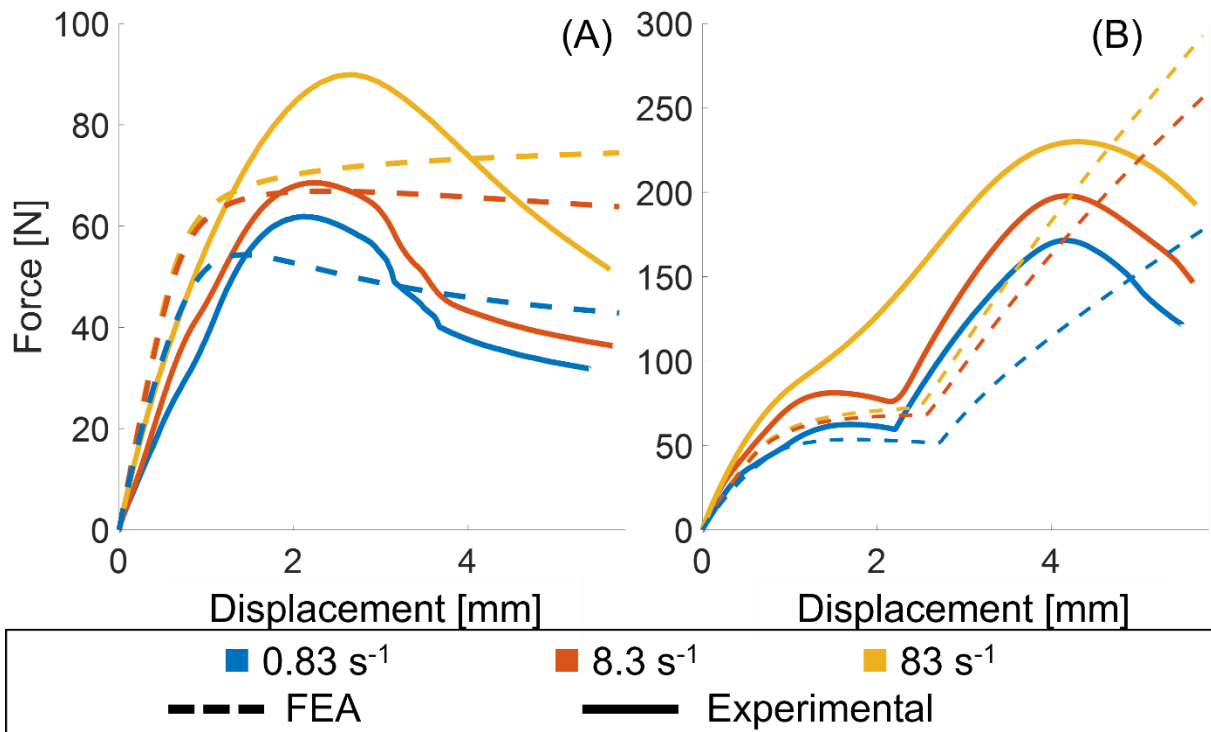 (A)
Force [N]
100
80
60
40
20
0
0 2 4
Displacement [mm]
(B)
300
250
200
150
100
50
0
0 2 4
Displacement [mm]
0.83 s⁻¹ 8.3 s⁻¹ 83 s⁻¹
FEA Experimental